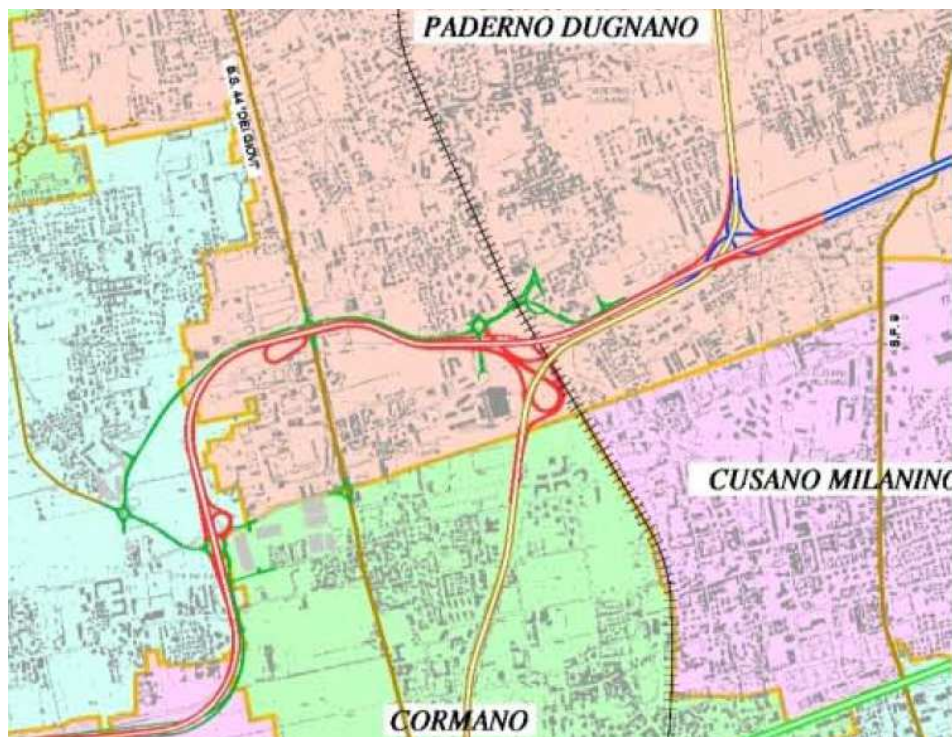 PADERNO DUGNANO
S.S. 44 "DEI GIOVI"
S.P. 9
CUSANO MILANINO
CORMANO